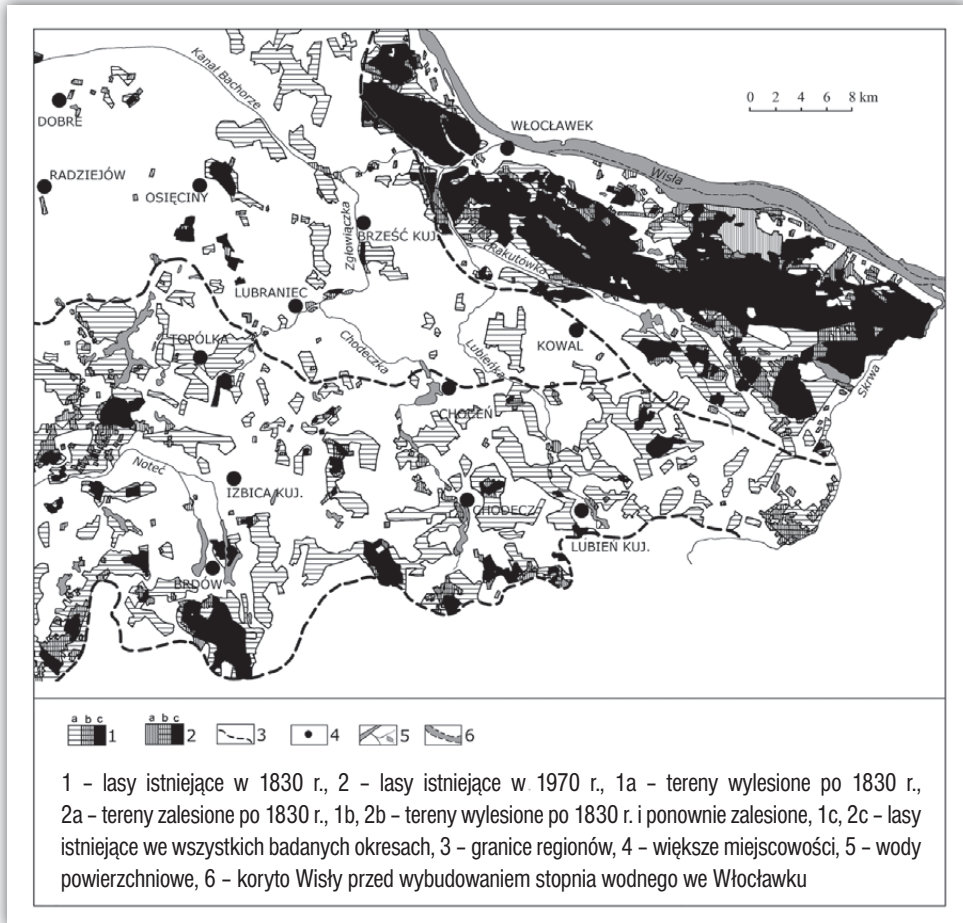 Kanał Bachorze
DOBRE
0 2 4 6 8 km
WŁOCŁAWEK
RADZIEJÓW
OSIĘCINY
Wisła
Zgłowiączka
BRZEŚĆ KUJ.
Rakutówka
LUBRANIEC
TOPÓLKA
Chodeczka
Lubieńka
KOWAL
CHOCEŃ
Skrwa
Noteć
IZBICA KUJ.
CHODECZ
LUBIEŃ KUJ.
BRDÓW
a b c 1 a b c 2 3 4 5 6
1 – lasy istniejące w 1830 r., 2 – lasy istniejące w 1970 r., 1a – tereny wylesione po 1830 r.,
2a – tereny zalesione po 1830 r., 1b, 2b – tereny wylesione po 1830 r. i ponownie zalesione, 1c, 2c – lasy
istniejące we wszystkich badanych okresach, 3 – granice regionów, 4 – większe miejscowości, 5 – wody
powierzchniowe, 6 – koryto Wisły przed wybudowaniem stopnia wodnego we Włocławku